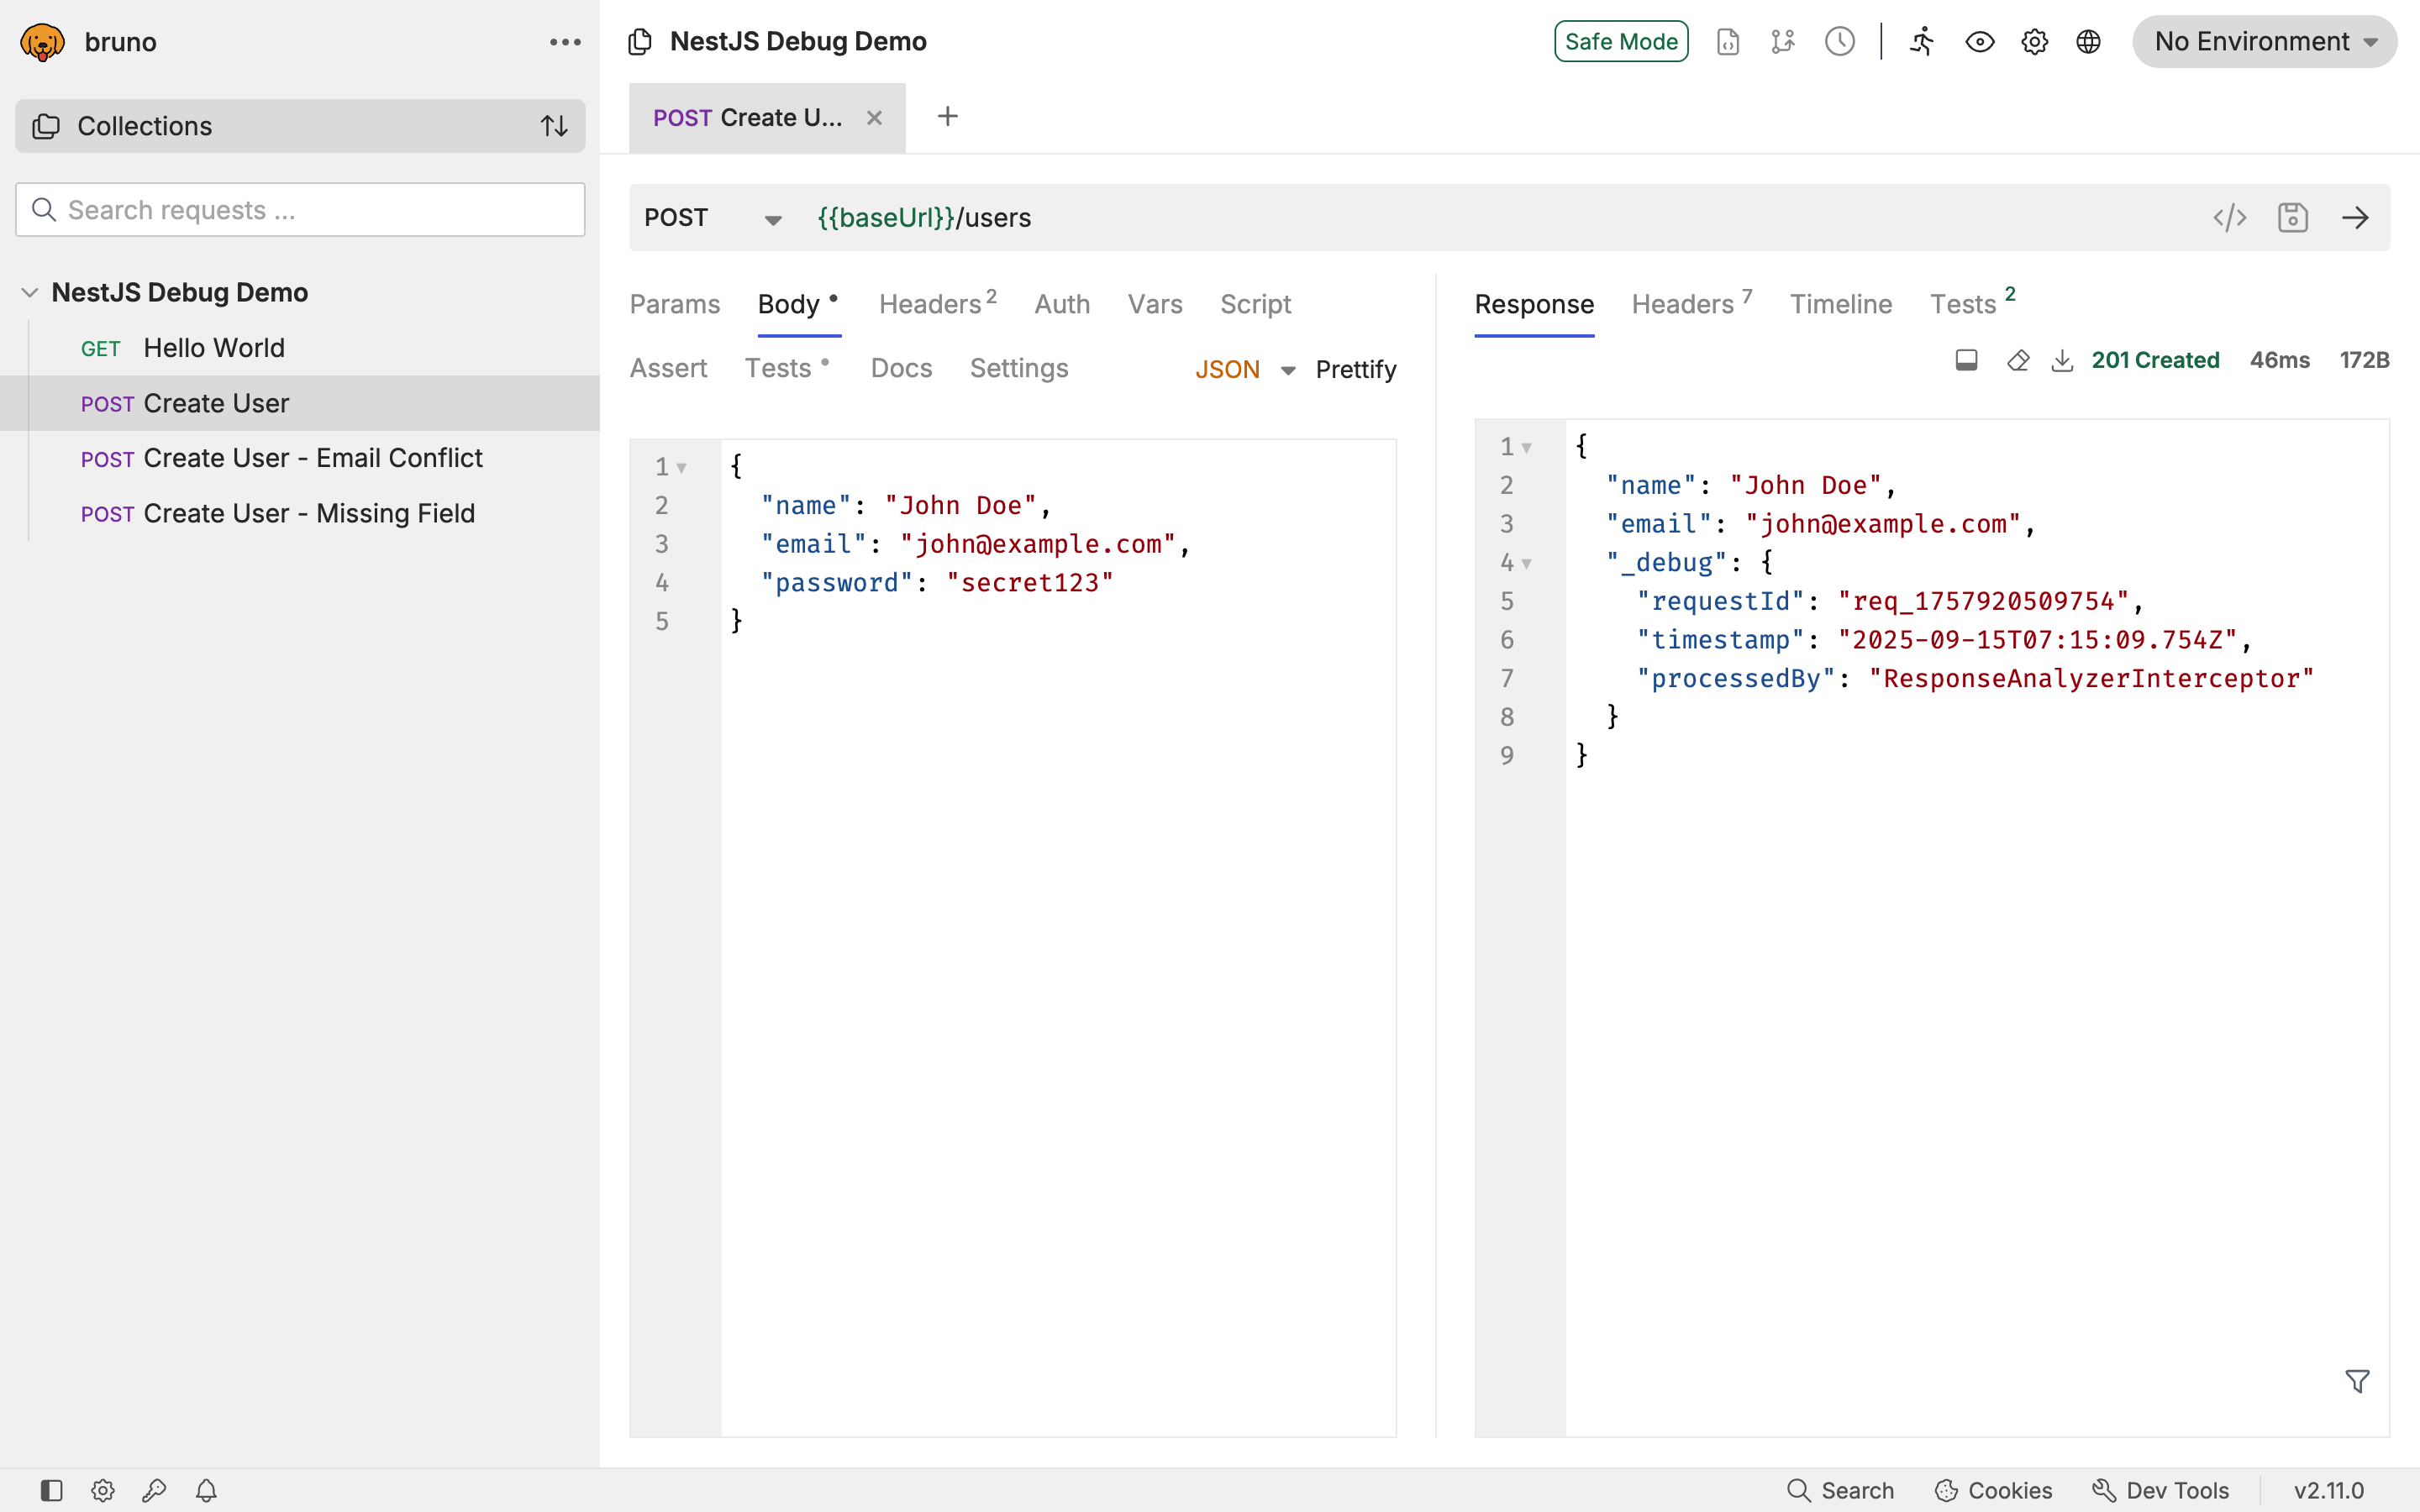 bruno
Collections
Search requests ...
NestJS Debug Demo
GET Hello World
POST Create User
POST Create User - Email Conflict
POST Create User - Missing Field
NestJS Debug Demo
Safe Mode
No Environment
POST Create U...
POST {{baseUrl}}/users
Params Body Headers 2 Auth Vars Script
Assert Tests Docs Settings JSON Prettify
1 {
2 "name": "John Doe",
3 "email": "john@example.com",
4 "password": "secret123"
5 }
Response Headers 7 Timeline Tests 2
201 Created 46ms 172B
1 {
2 "name": "John Doe",
3 "email": "john@example.com",
4 "_debug": {
5 "requestId": "req_1757920509754",
6 "timestamp": "2025-09-15T07:15:09.754Z",
7 "processedBy": "ResponseAnalyzerInterceptor"
8 }
9 }
Search Cookies Dev Tools v2.11.0